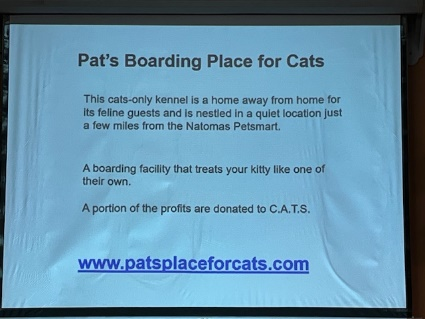 Pat's Boarding Place for Cats
This cats-only kennel is a home away from home for
its feline guests and is nestled in a quiet location just
a few miles from the Natomas Petsmart.
A boarding facility that treats your kitty like one of
their own.
A portion of the profits are donated to C.A.T.S.
www.patsplaceforcats.com